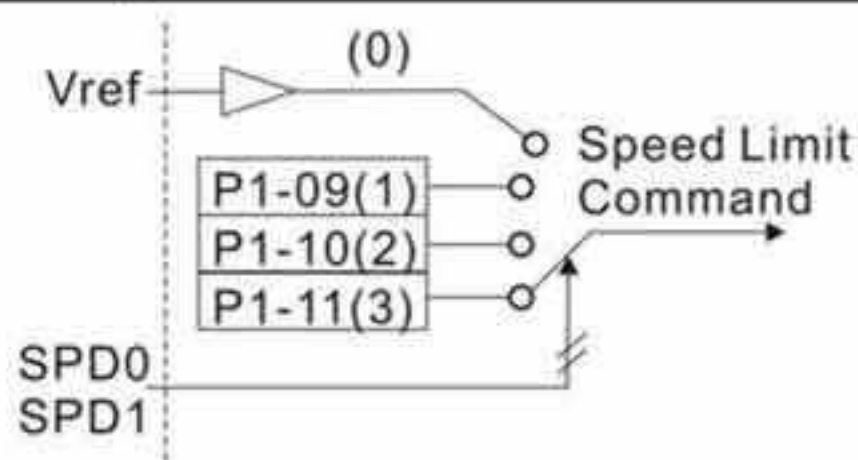 (0)
Vref
Speed Limit
Command
P1-09(1)
P1-10(2)
P1-11(3)
SPD0
SPD1